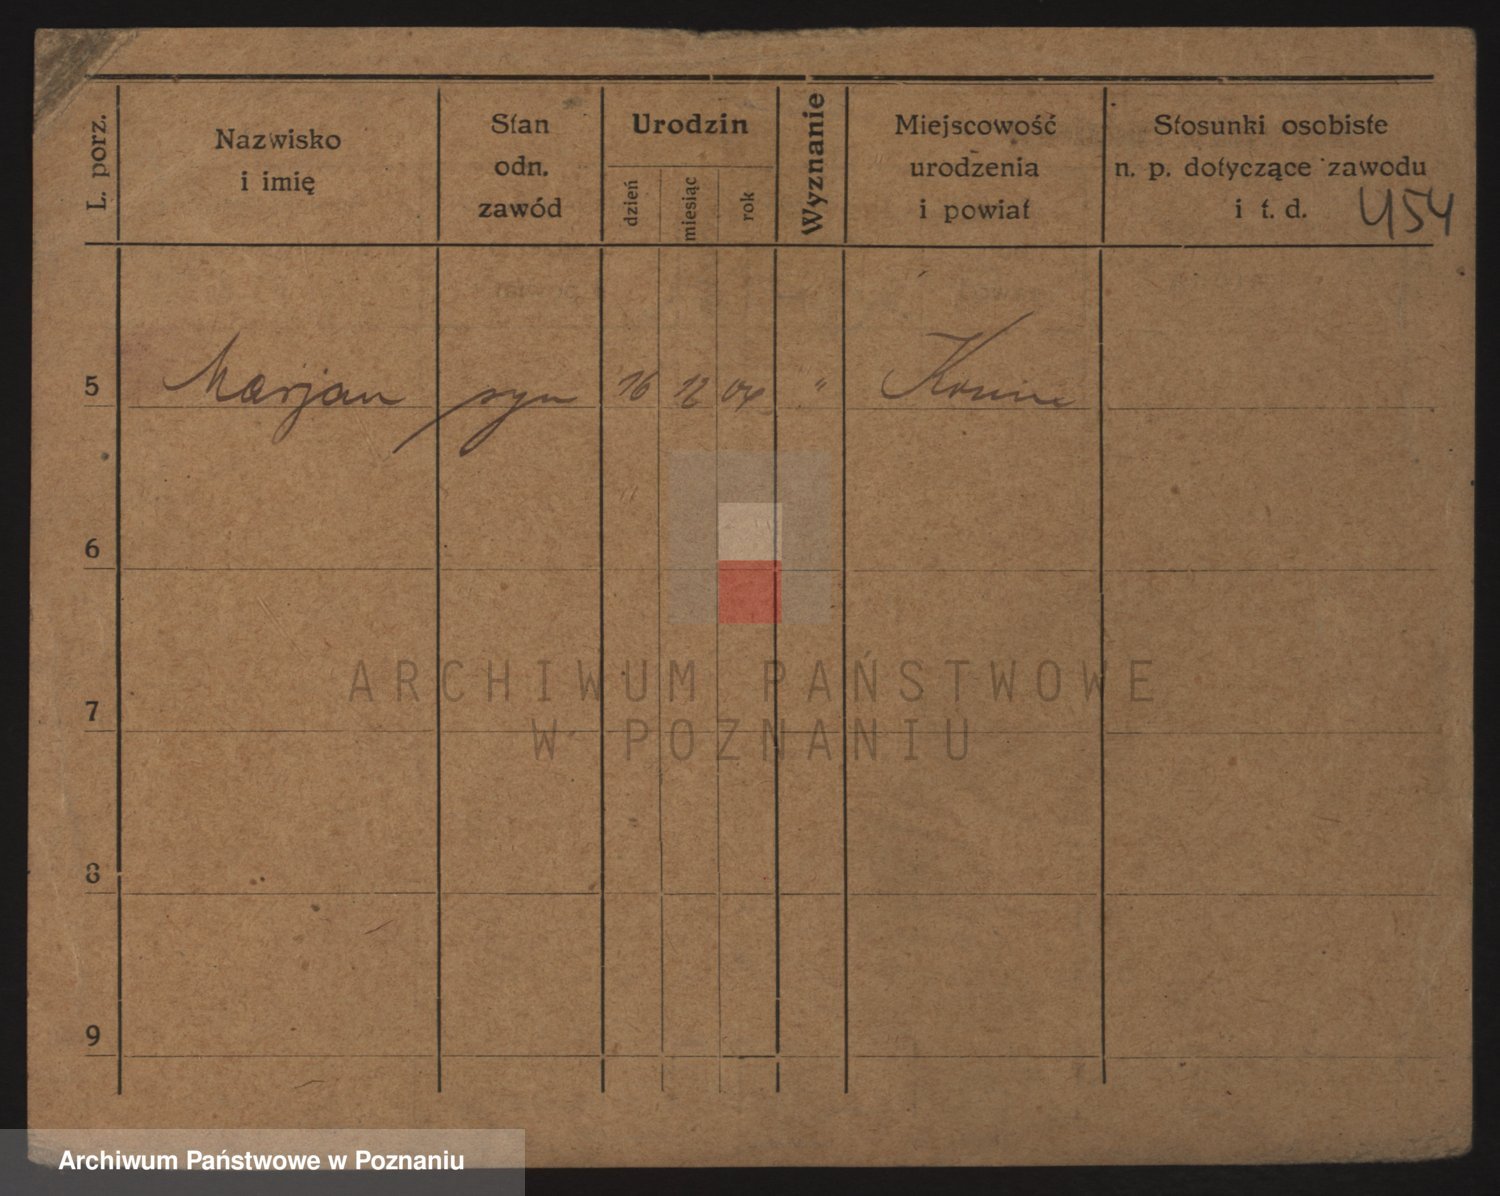 L. porz.
Nazwisko
i imię
Stan
odn.
zawód
Urodzin
dzień
miesiąc
rok
Wyznanie
Miejscowość
urodzenia
i powiat
Stosunki osobiste
n. p. dotyczące zawodu
i t. d.
454
5 Marjan syn 16 12 04 "
6
7
8
9
ARCHIWUM PAŃSTWOWE
W POZNANIU
Archiwum Państwowe w Poznaniu